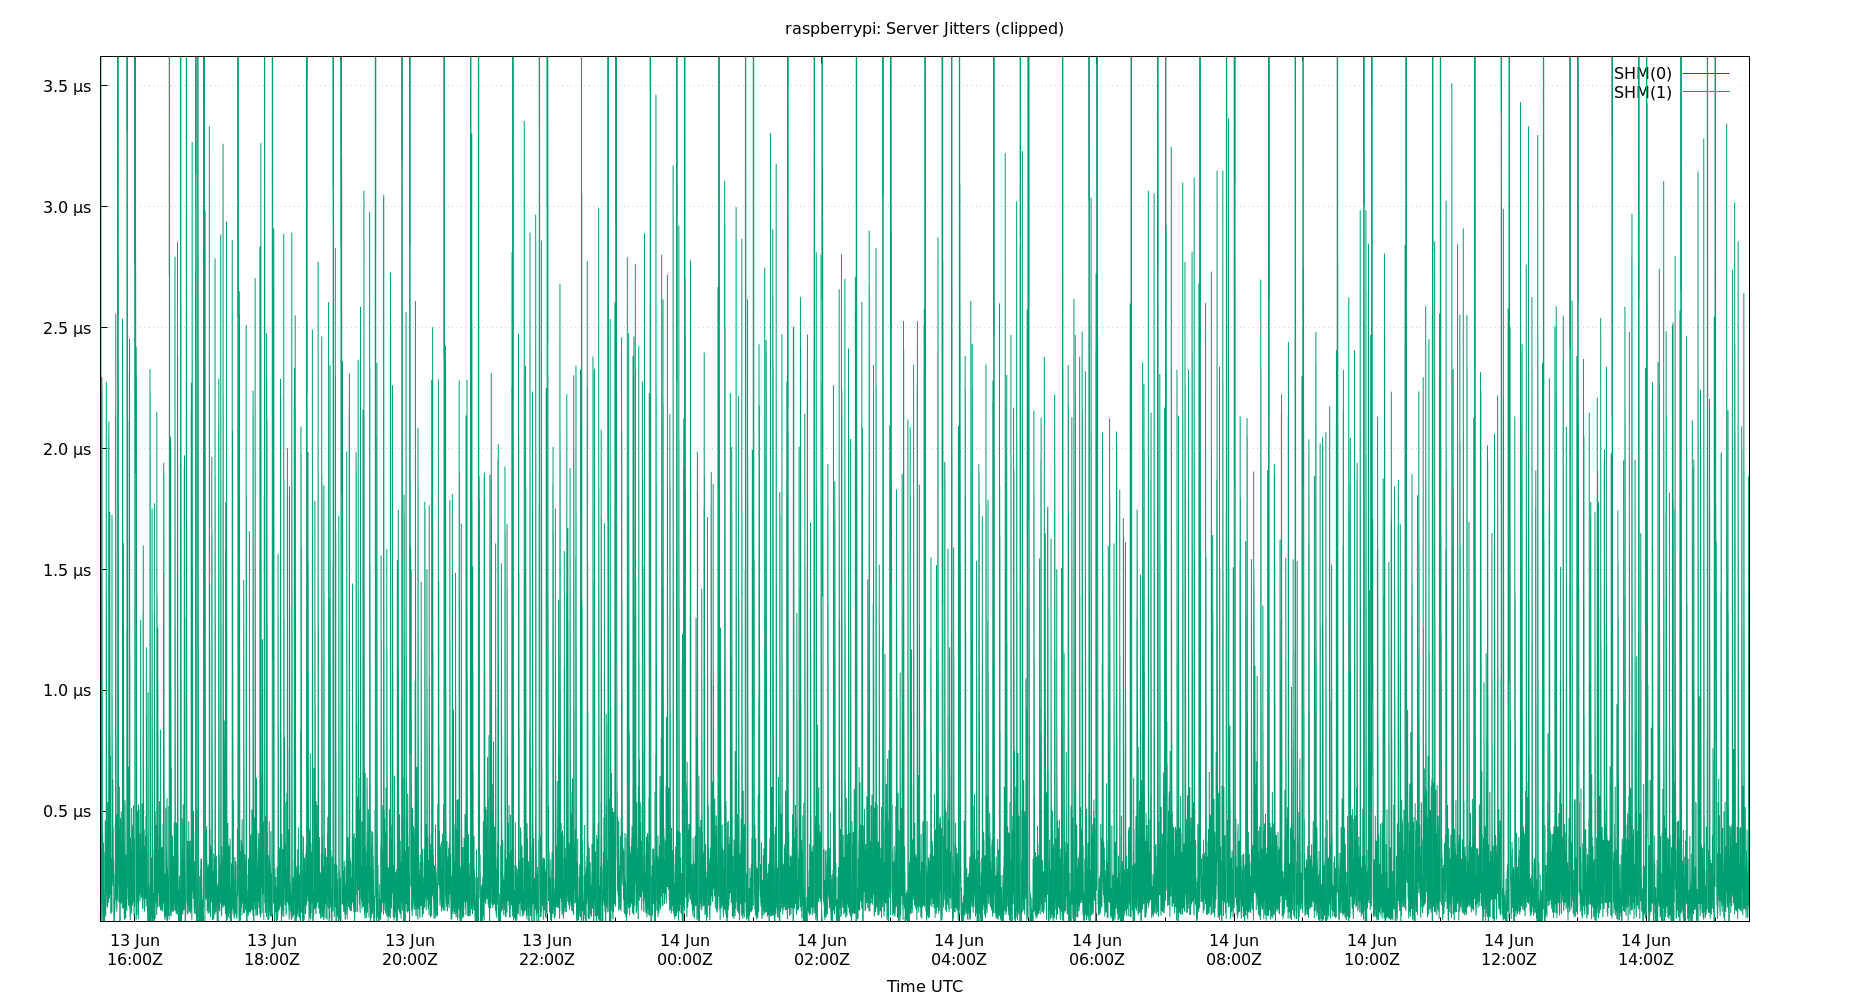 raspberrypi: Server Jitters (clipped)
SHM(0)
SHM(1)
3.5 µs
3.0 µs
2.5 µs
2.0 µs
1.5 µs
1.0 µs
0.5 µs
13 Jun 13 Jun 13 Jun 13 Jun 14 Jun 14 Jun 14 Jun 14 Jun 14 Jun 14 Jun 14 Jun 14 Jun
16:00Z 18:00Z 20:00Z 22:00Z 00:00Z 02:00Z 04:00Z 06:00Z 08:00Z 10:00Z 12:00Z 14:00Z
Time UTC